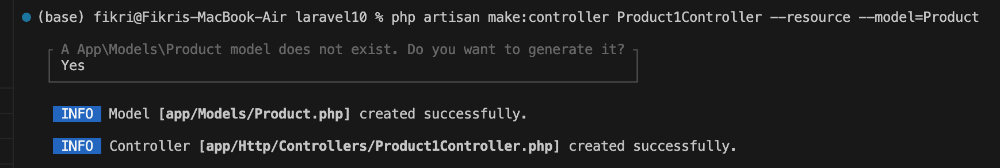 (base) fikri@Fikris-MacBook-Air laravel10 % php artisan make:controller Product1Controller --resource --model=Product
A App\Models\Product model does not exist. Do you want to generate it?
Yes
INFO Model [app/Models/Product.php] created successfully.
INFO Controller [app/Http/Controllers/Product1Controller.php] created successfully.